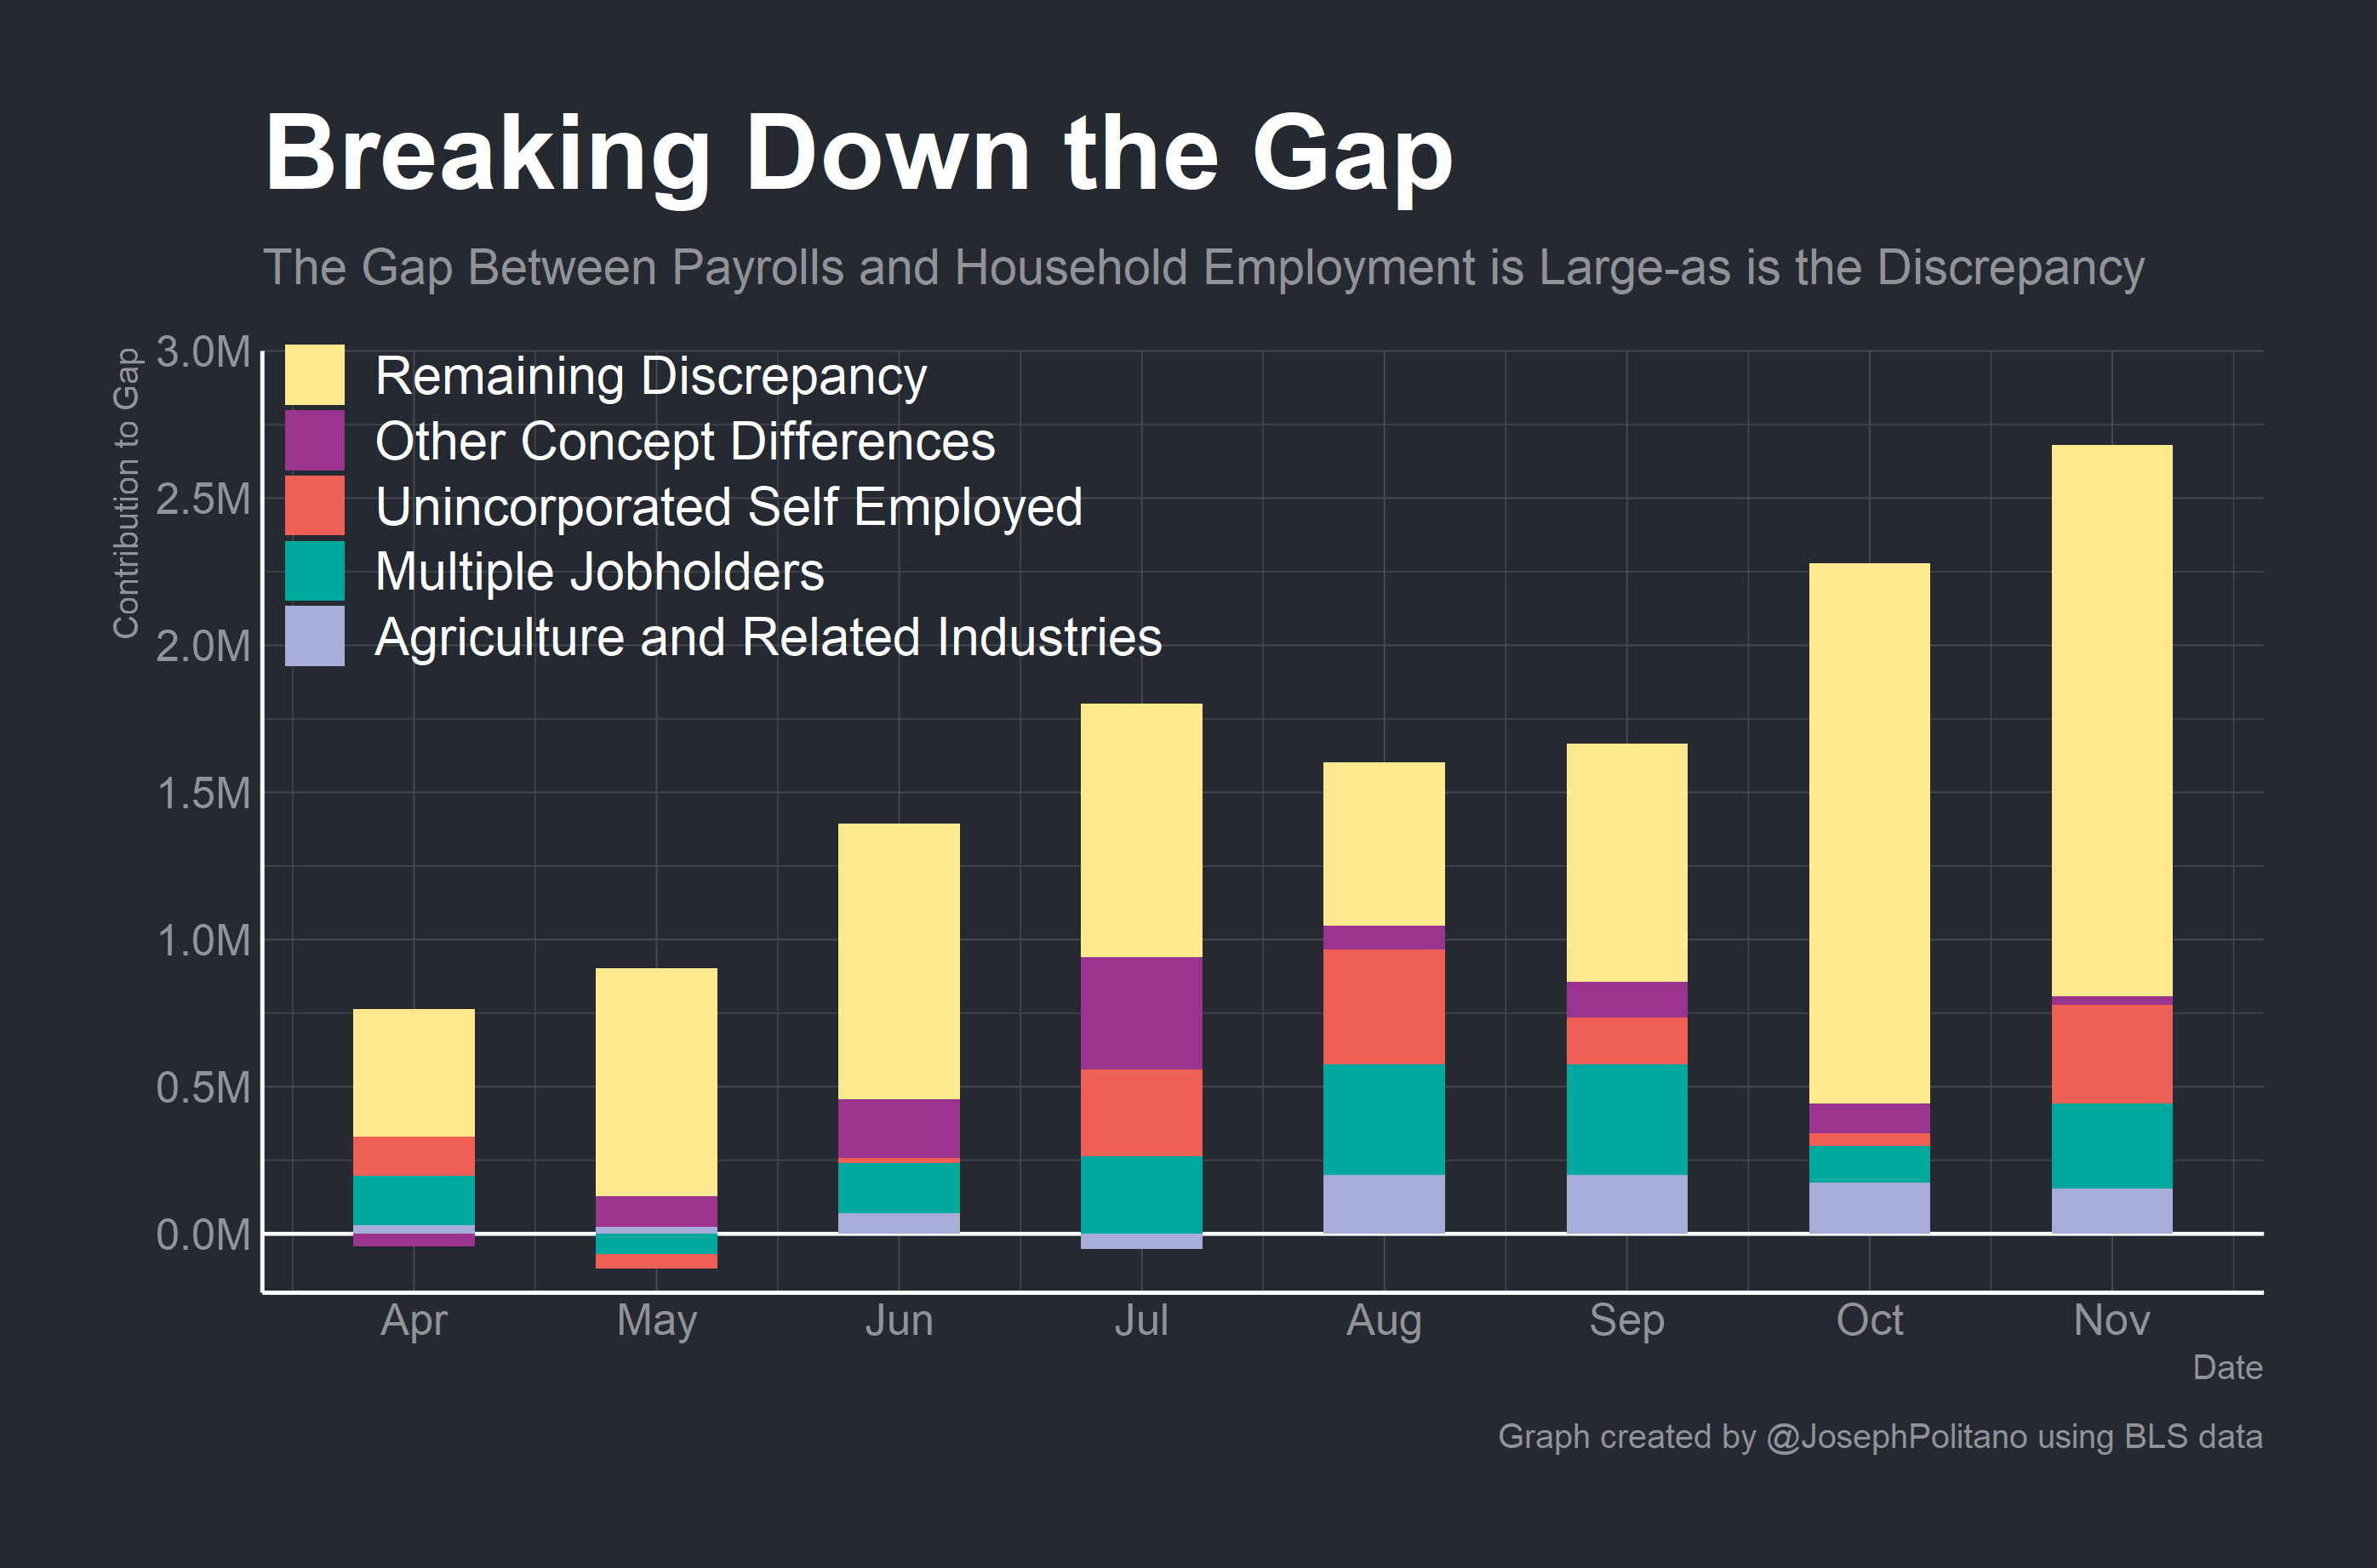 Breaking Down the Gap
The Gap Between Payrolls and Household Employment is Large-as is the Discrepancy
Contribution to Gap
3.0M
2.5M
2.0M
1.5M
1.0M
0.5M
0.0M
Remaining Discrepancy
Other Concept Differences
Unincorporated Self Employed
Multiple Jobholders
Agriculture and Related Industries
Apr May Jun Jul Aug Sep Oct Nov
Date
Graph created by @JosephPolitano using BLS data